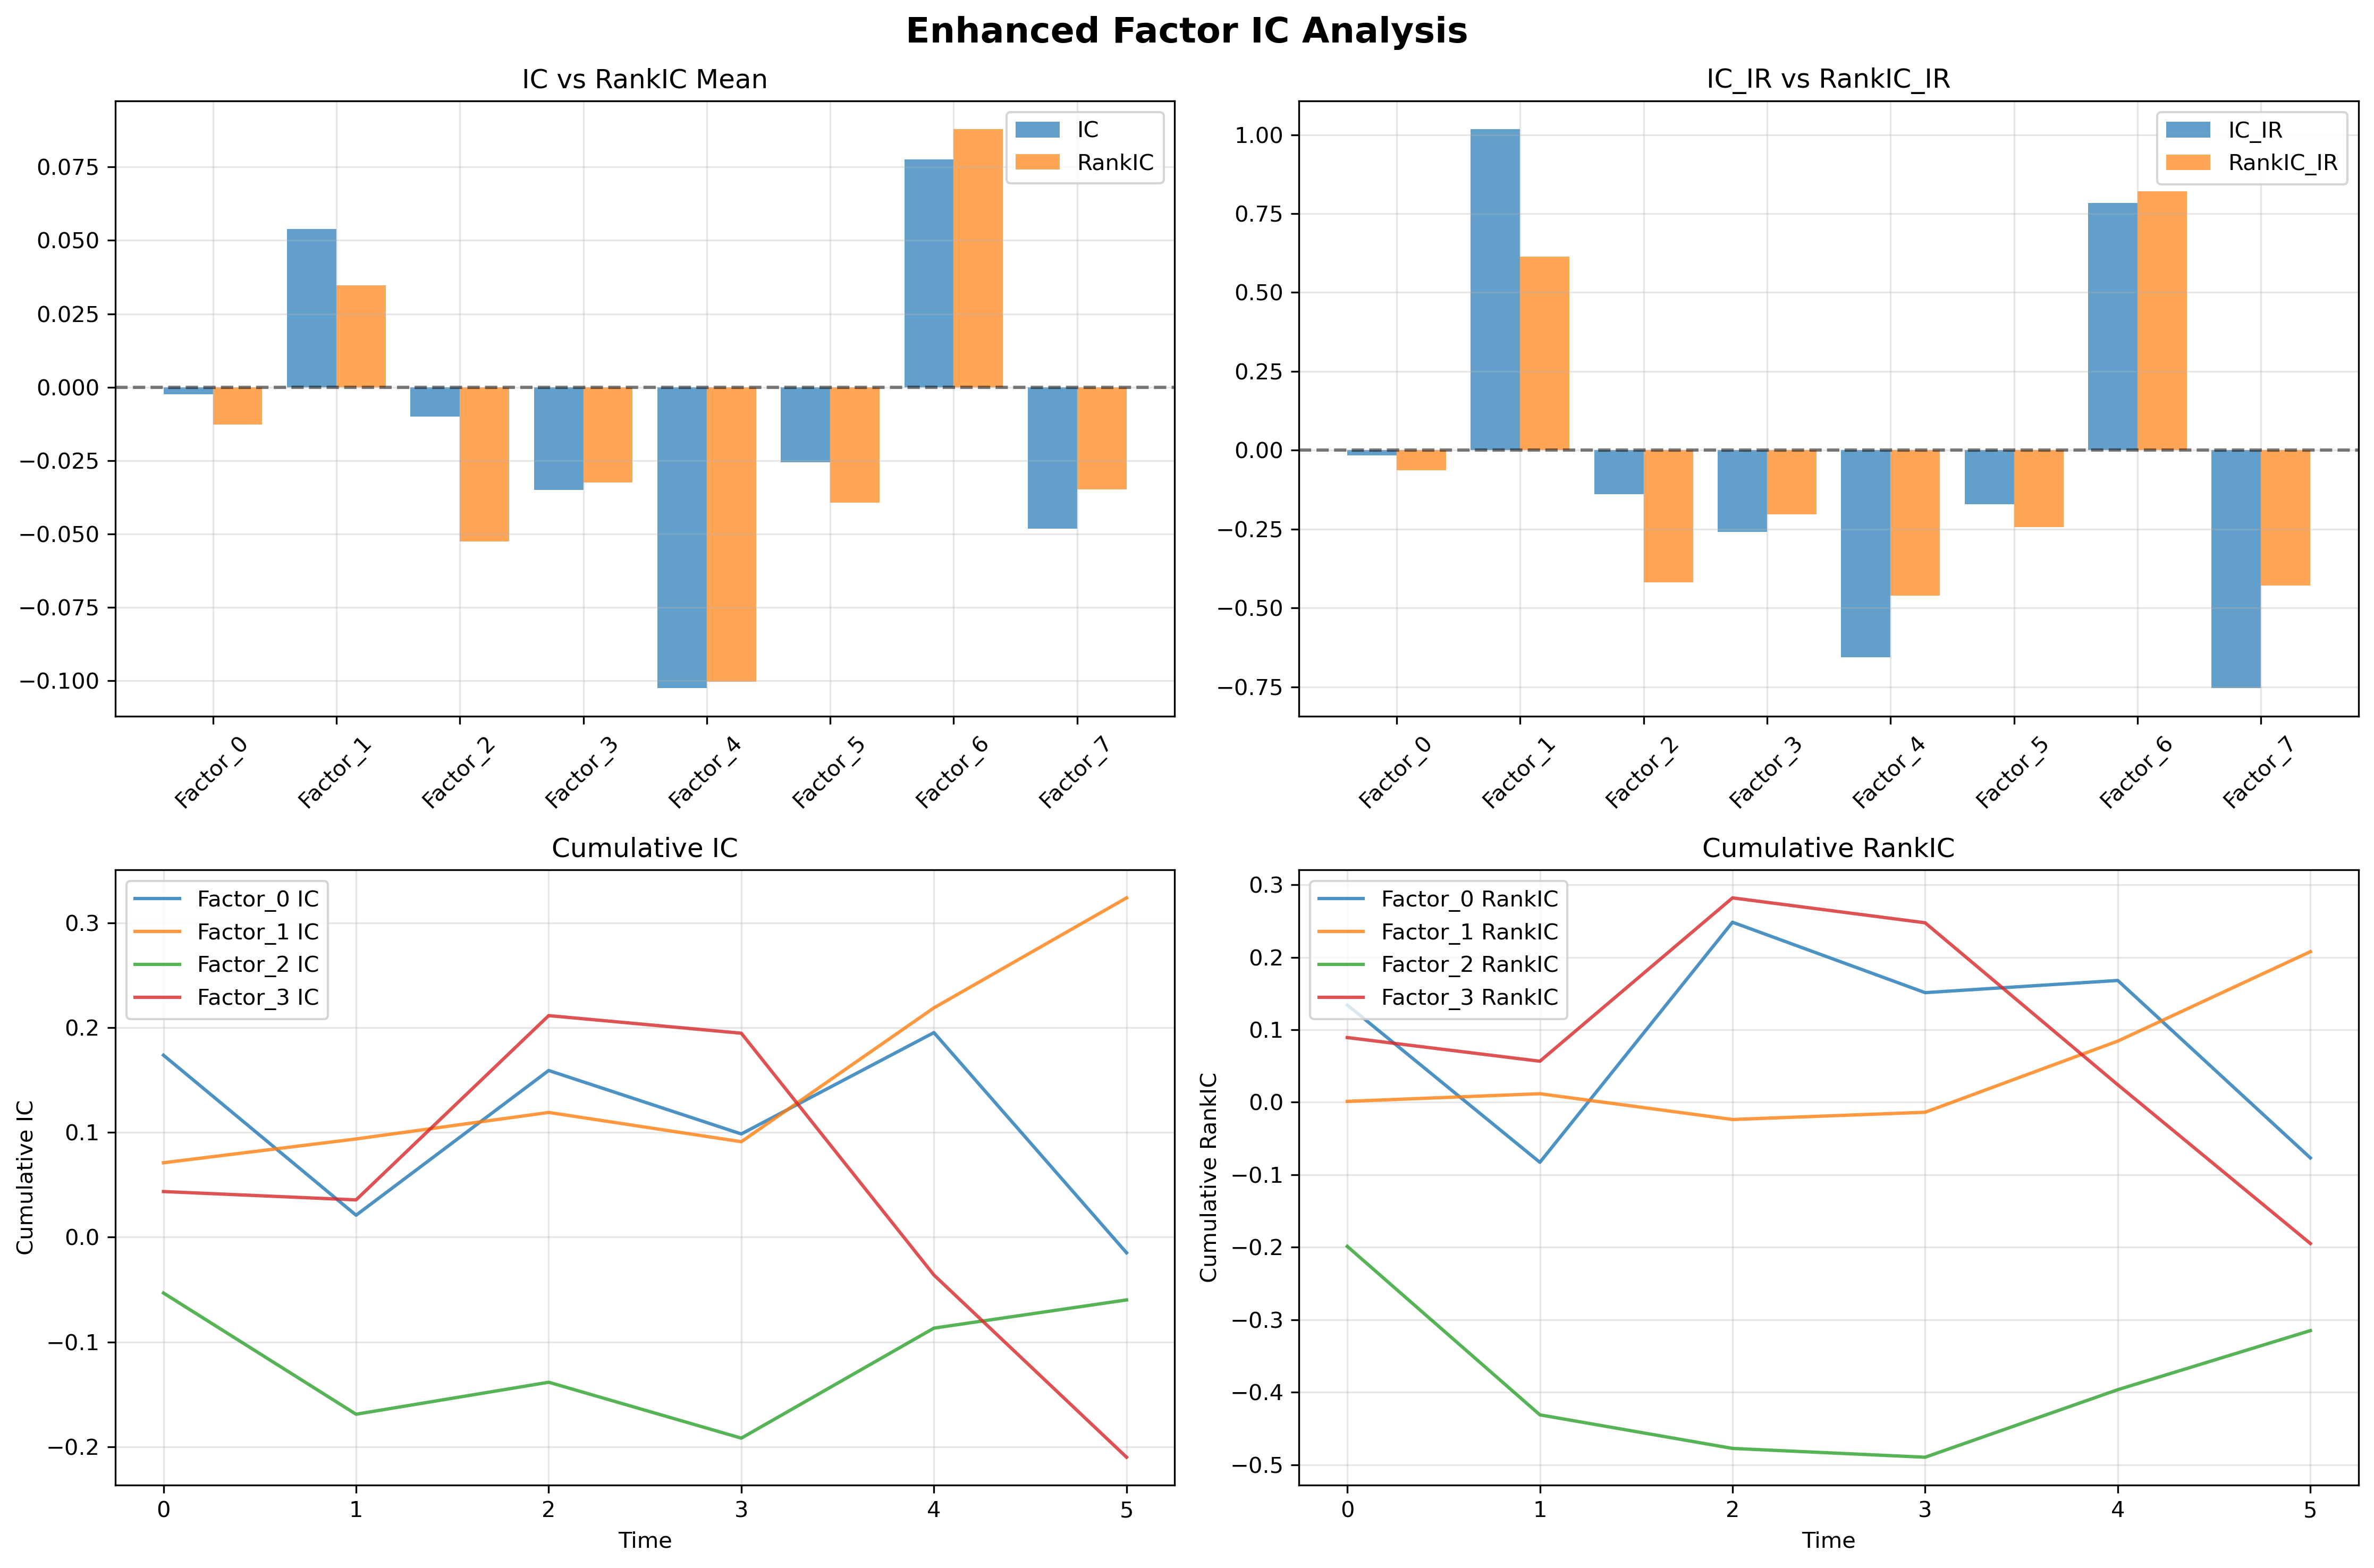 Enhanced Factor IC Analysis
IC vs RankIC Mean
IC
RankIC
0.075
0.050
0.025
0.000
−0.025
−0.050
−0.075
−0.100
Factor_0
Factor_1
Factor_2
Factor_3
Factor_4
Factor_5
Factor_6
Factor_7
IC_IR vs RankIC_IR
IC_IR
RankIC_IR
1.00
0.75
0.50
0.25
0.00
−0.25
−0.50
−0.75
Factor_0
Factor_1
Factor_2
Factor_3
Factor_4
Factor_5
Factor_6
Factor_7
Cumulative IC
Factor_0 IC
Factor_1 IC
Factor_2 IC
Factor_3 IC
Cumulative IC
0.3
0.2
0.1
0.0
−0.1
−0.2
0
1
2
3
4
5
Time
Cumulative RankIC
Factor_0 RankIC
Factor_1 RankIC
Factor_2 RankIC
Factor_3 RankIC
Cumulative RankIC
0.3
0.2
0.1
0.0
−0.1
−0.2
−0.3
−0.4
−0.5
0
1
2
3
4
5
Time